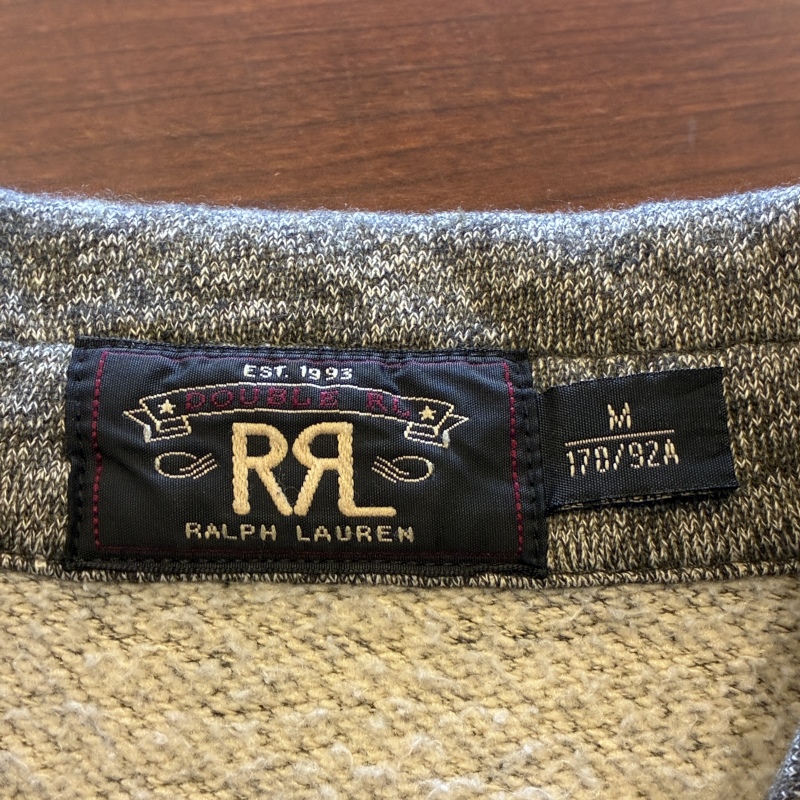 EST. 1993
DOUBLE RL
RRL
RALPH LAUREN
M
170/92A